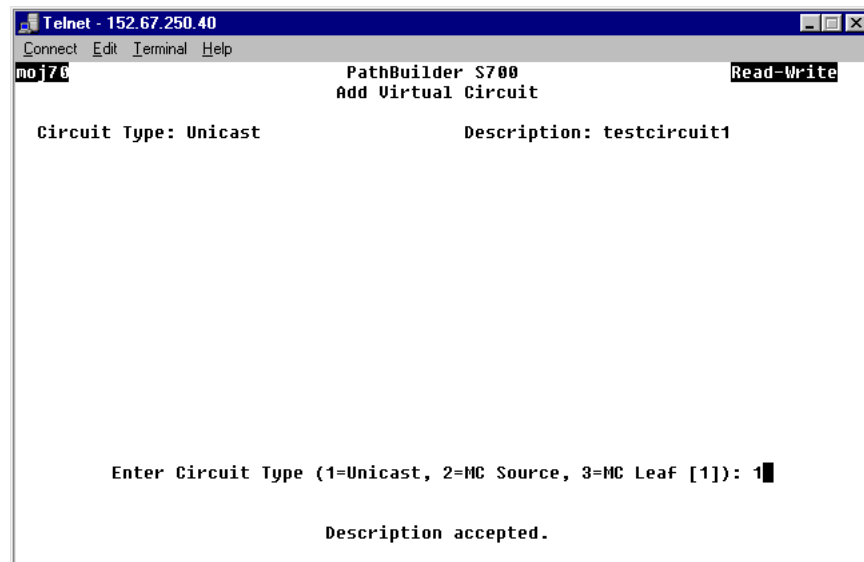 Telnet - 152.67.250.40
Connect Edit Terminal Help
moj70 PathBuilder S700 Read-Write
Add Virtual Circuit
Circuit Type: Unicast Description: testcircuit1
Enter Circuit Type (1=Unicast, 2=MC Source, 3=MC Leaf [1]): 1
Description accepted.